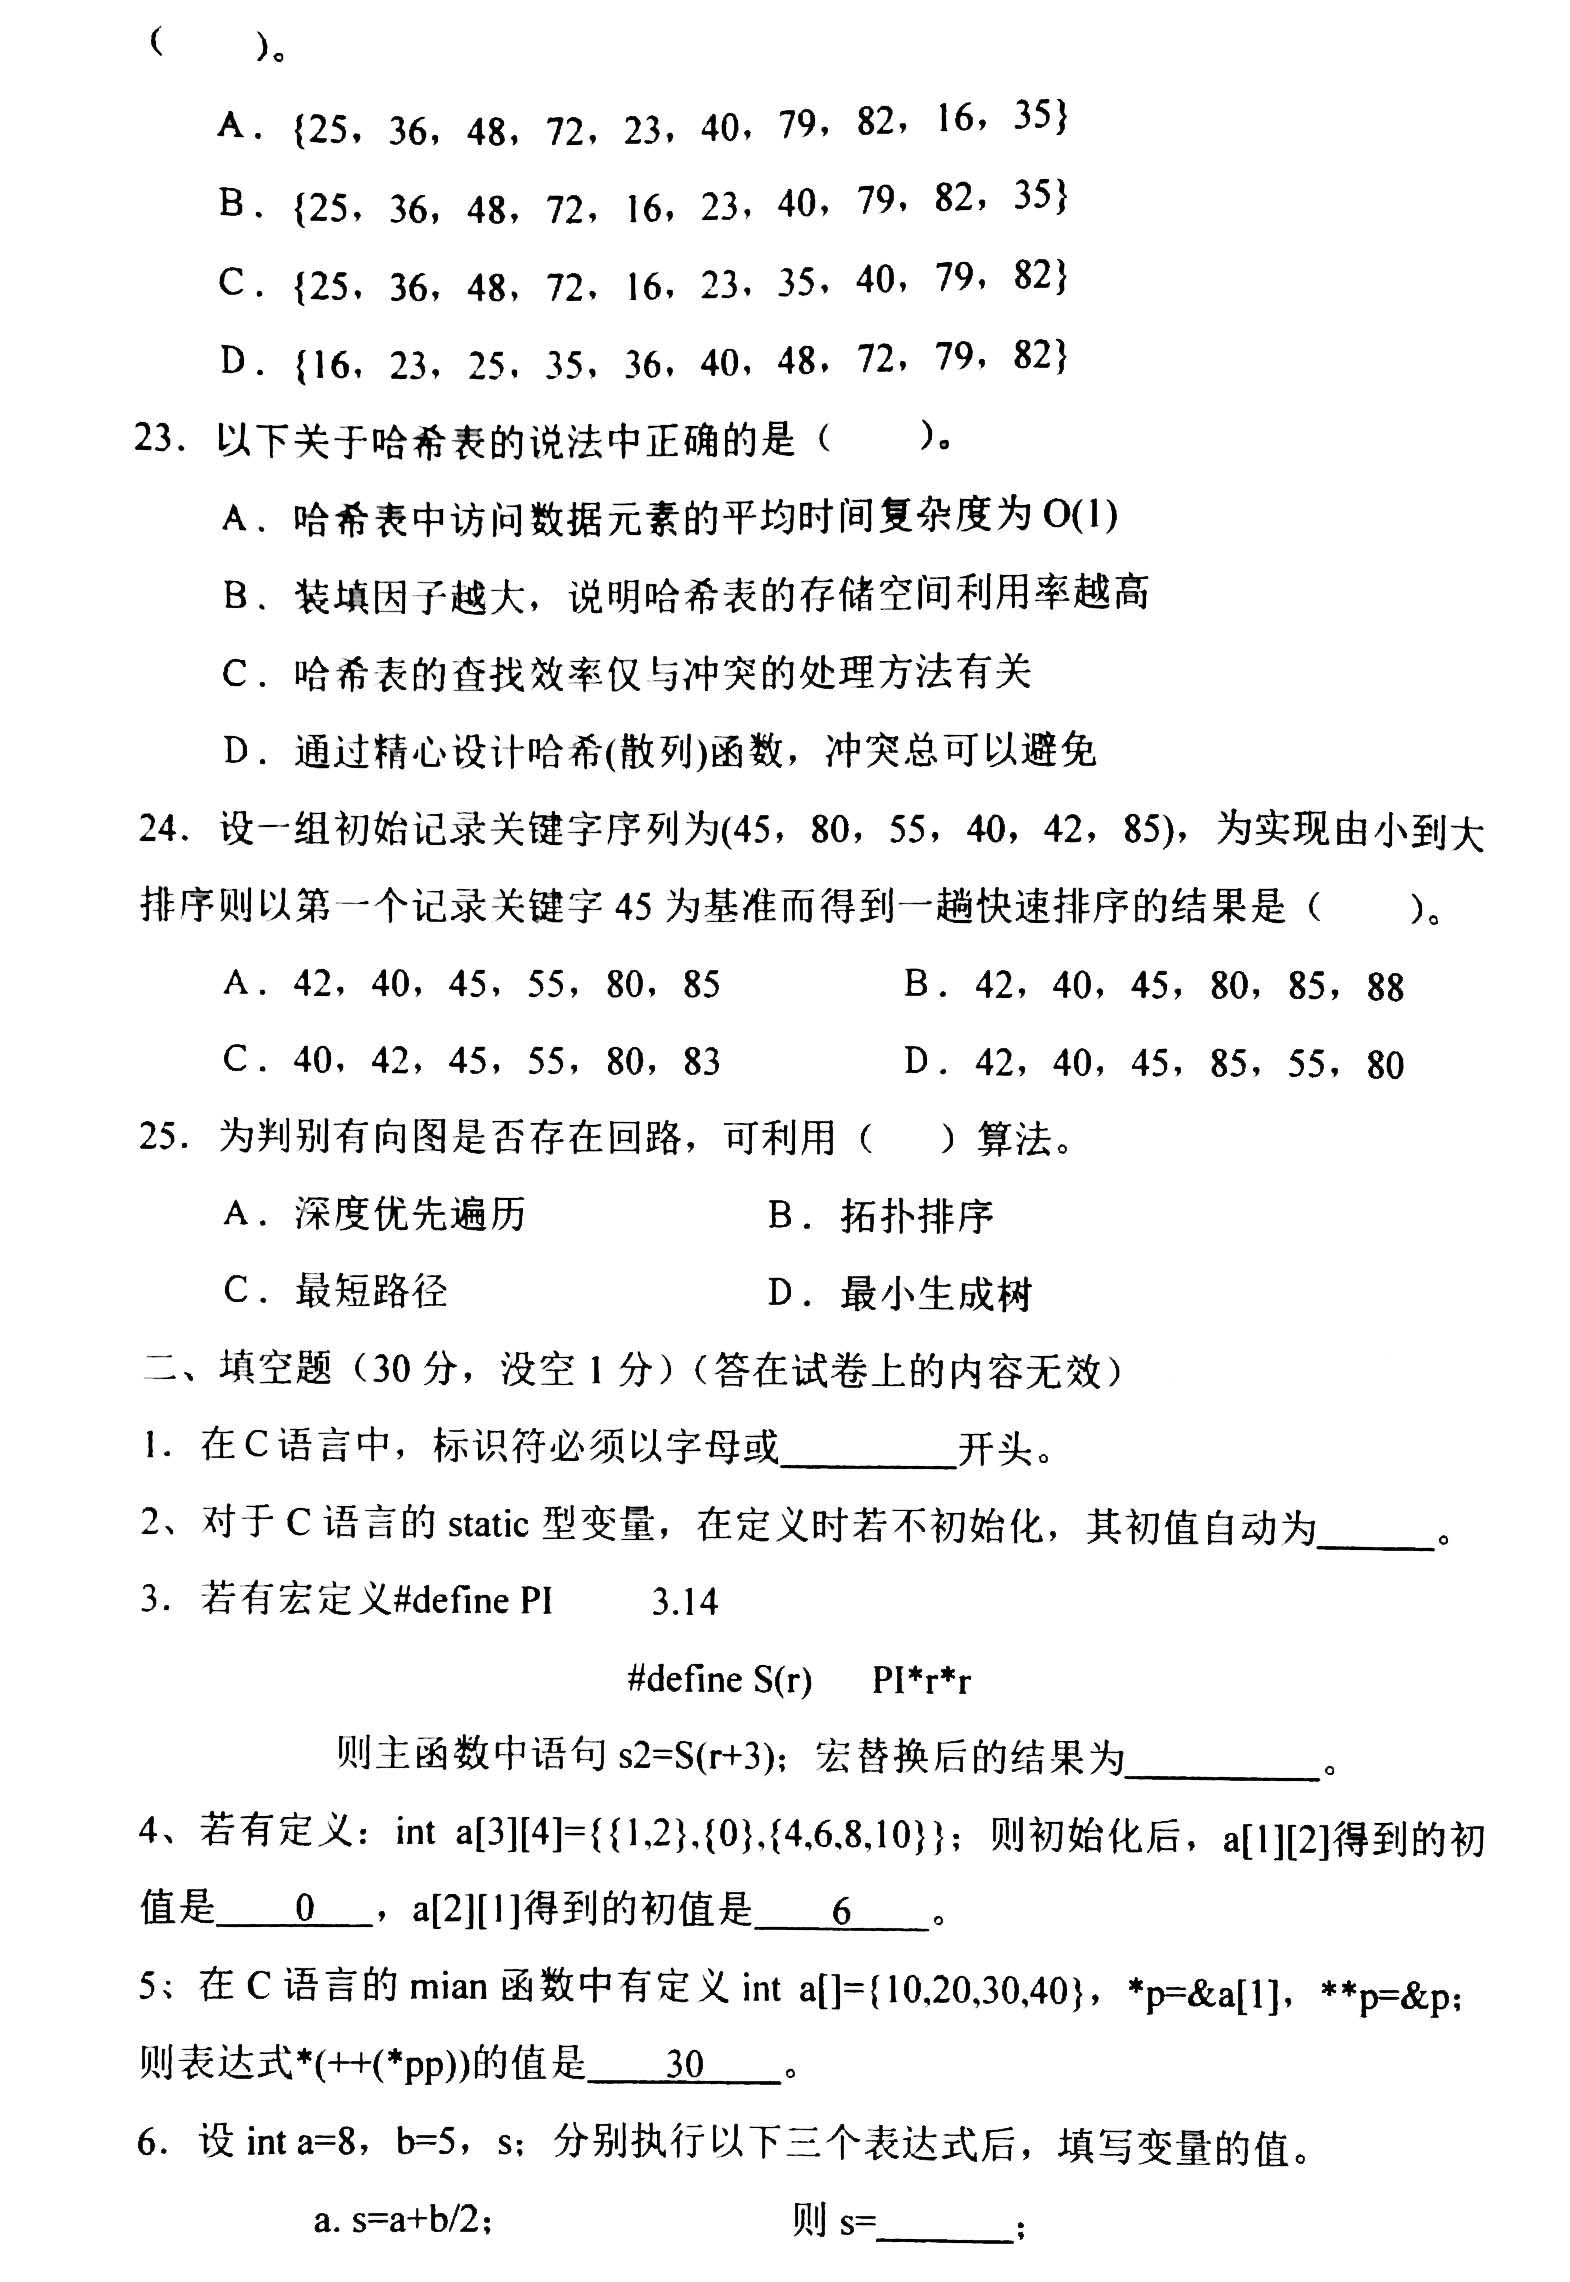 (　　)。
A．{25，36，48，72，23，40，79，82，16，35}
B．{25，36，48，72，16，23，40，79，82，35}
C．{25，36，48，72，16，23，35，40，79，82}
D．{16，23，25，35，36，40，48，72，79，82}
23．以下关于哈希表的说法中正确的是（　　）。
A．哈希表中访问数据元素的平均时间复杂度为 O(1)
B．装填因子越大，说明哈希表的存储空间利用率越高
C．哈希表的查找效率仅与冲突的处理方法有关
D．通过精心设计哈希(散列)函数，冲突总可以避免
24．设一组初始记录关键字序列为(45，80，55，40，42，85)，为实现由小到大
排序则以第一个记录关键字 45 为基准而得到一趟快速排序的结果是（　　）。
A．42，40，45，55，80，85　　B．42，40，45，80，85，88
C．40，42，45，55，80，83　　D．42，40，45，85，55，80
25．为判别有向图是否存在回路，可利用（　　）算法。
A．深度优先遍历　　B．拓扑排序
C．最短路径　　D．最小生成树
二、填空题（30 分，没空 1 分）（答在试卷上的内容无效）
1．在 C 语言中，标识符必须以字母或________开头。
2、对于 C 语言的 static 型变量，在定义时若不初始化，其初值自动为______。
3．若有宏定义#define PI　　3.14
#define S(r)　PI*r*r
则主函数中语句 s2=S(r+3)；宏替换后的结果为__________。
4、若有定义：int a[3][4]={{1,2},{0},{4,6,8,10}}；则初始化后，a[1][2]得到的初
值是____0____，a[2][1]得到的初值是____6____。
5；在 C 语言的 mian 函数中有定义 int a[]={10,20,30,40}，*p=&a[1]，**p=&p；
则表达式*(++(*pp))的值是____30____。
6．设 int a=8，b=5，s；分别执行以下三个表达式后，填写变量的值。
a. s=a+b/2；　　则 s=_______；